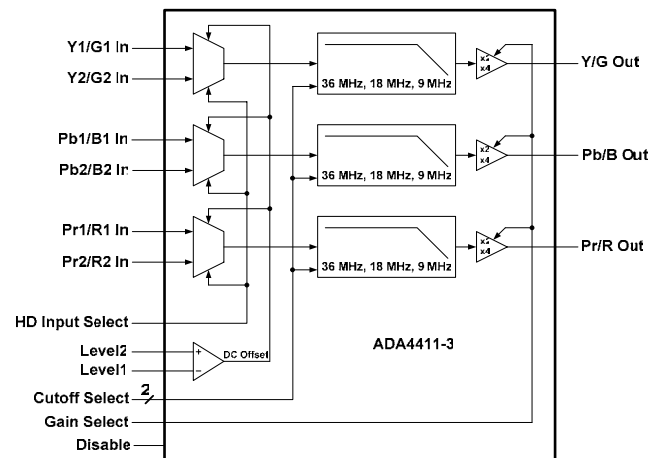 Y1/G1 In
Y2/G2 In
36 MHz, 18 MHz, 9 MHz
x2
x4
Y/G Out
Pb1/B1 In
Pb2/B2 In
36 MHz, 18 MHz, 9 MHz
x2
x4
Pb/B Out
Pr1/R1 In
Pr2/R2 In
36 MHz, 18 MHz, 9 MHz
x2
x4
Pr/R Out
HD Input Select
Level2
Level1
+
−
DC Offset
ADA4411-3
Cutoff Select
2
Gain Select
Disable